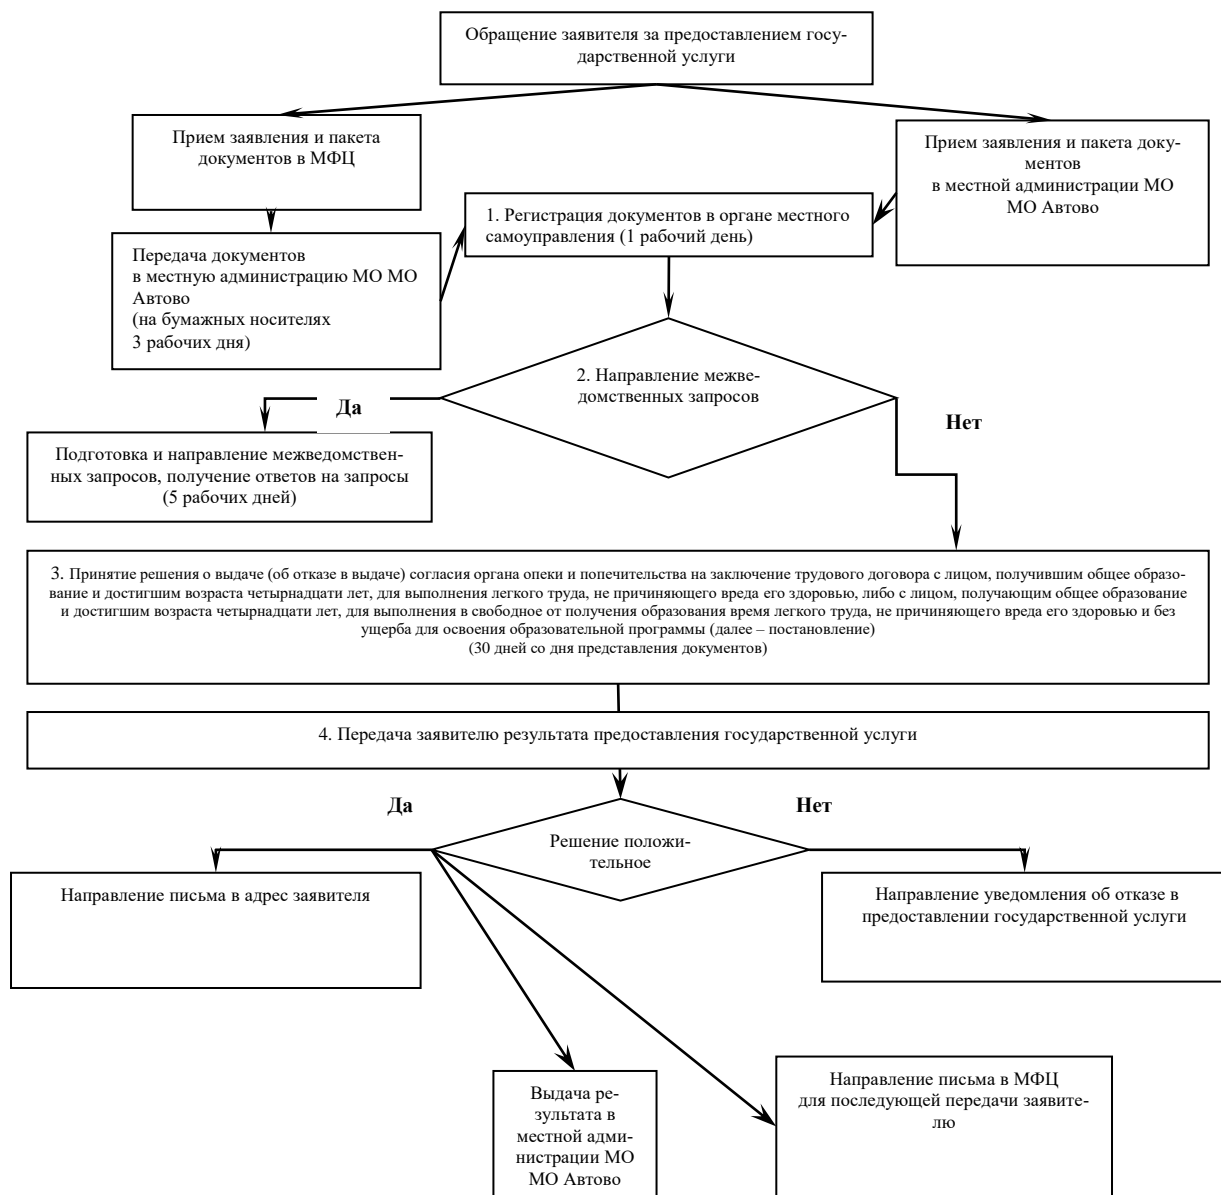 Обращение заявителя за предоставлением госу-
дарственной услуги
Прием заявления и пакета
документов в МФЦ
Прием заявления и пакета доку-
ментов
в местной администрации МО
МО Автово
1. Регистрация документов в органе местного
самоуправления (1 рабочий день)
Передача документов
в местную администрацию МО МО
Автово
(на бумажных носителях
3 рабочих дня)
2. Направление межве-
домственных запросов
Да
Нет
Подготовка и направление межведомствен-
ных запросов, получение ответов на запросы
(5 рабочих дней)
3. Принятие решения о выдаче (об отказе в выдаче) согласия органа опеки и попечительства на заключение трудового договора с лицом, получившим общее образо-
вание и достигшим возраста четырнадцати лет, для выполнения легкого труда, не причиняющего вреда его здоровью, либо с лицом, получающим общее образование
и достигшим возраста четырнадцати лет, для выполнения в свободное от получения образования время легкого труда, не причиняющего вреда его здоровью и без
ущерба для освоения образовательной программы (далее – постановление)
(30 дней со дня представления документов)
4. Передача заявителю результата предоставления государственной услуги
Да
Нет
Решение положи-
тельное
Направление письма в адрес заявителя
Направление уведомления об отказе в
предоставлении государственной услуги
Выдача ре-
зультата в
местной адми-
нистрации МО
МО Автово
Направление письма в МФЦ
для последующей передачи заявите-
лю